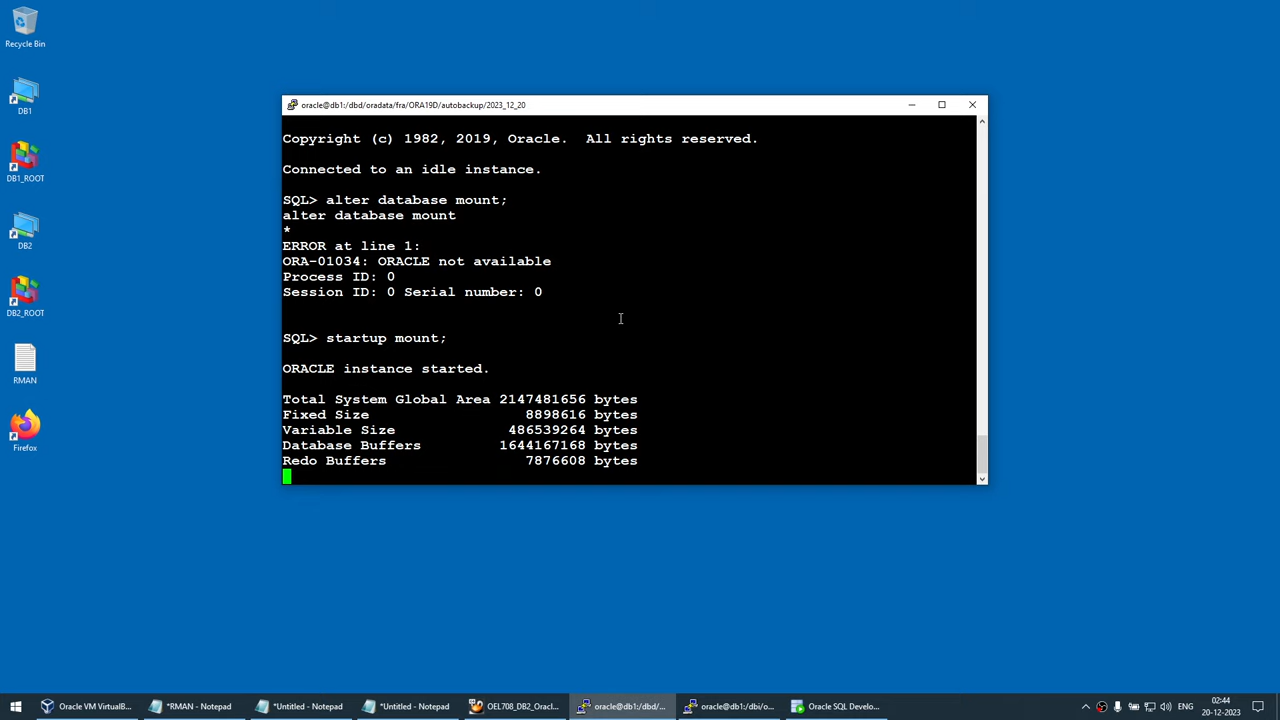 Recycle Bin
DB1
DB1_ROOT
DB2
DB2_ROOT
RMAN
Firefox
oracle@db1:/dbd/oradata/fra/ORA19D/autobackup/2023_12_20
Copyright (c) 1982, 2019, Oracle.  All rights reserved.
Connected to an idle instance.
SQL> alter database mount;
alter database mount
*
ERROR at line 1:
ORA-01034: ORACLE not available
Process ID: 0
Session ID: 0 Serial number: 0
SQL> startup mount;
ORACLE instance started.
Total System Global Area 2147481656 bytes
Fixed Size                  8898616 bytes
Variable Size             486539264 bytes
Database Buffers         1644167168 bytes
Redo Buffers                7876608 bytes
Oracle VM VirtualB...
*RMAN - Notepad
*Untitled - Notepad
*Untitled - Notepad
OEL708_DB2_Oracl...
oracle@db1:/dbd/...
oracle@db1:/dbi/o...
Oracle SQL Develo...
ENG
02:44
20-12-2023